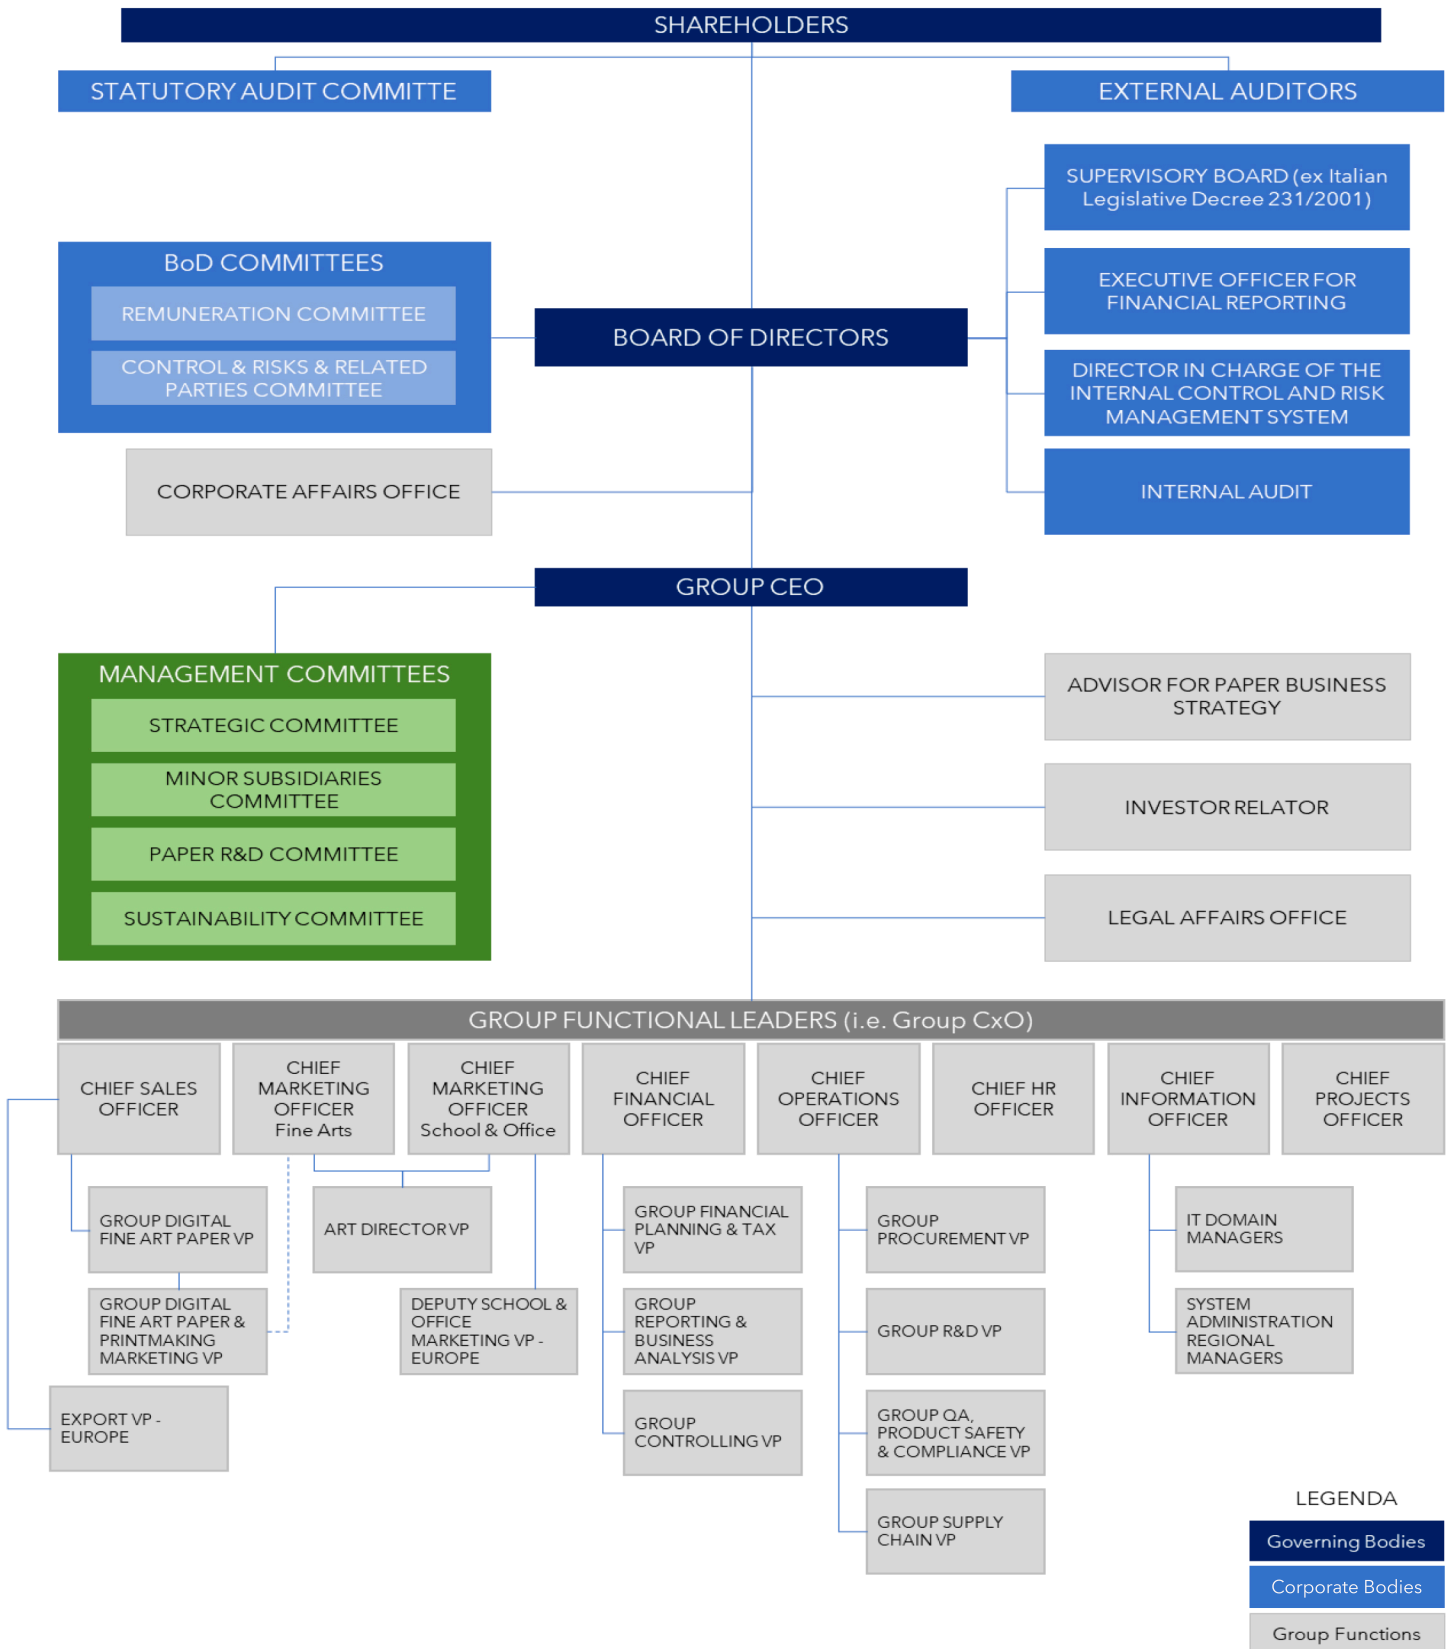 SHAREHOLDERS
STATUTORY AUDIT COMMITTE
EXTERNAL AUDITORS
SUPERVISORY BOARD (ex Italian
Legislative Decree 231/2001)
BoD COMMITTEES
REMUNERATION COMMITTEE
CONTROL & RISKS & RELATED
PARTIES COMMITTEE
EXECUTIVE OFFICER FOR
FINANCIAL REPORTING
BOARD OF DIRECTORS
DIRECTOR IN CHARGE OF THE
INTERNAL CONTROL AND RISK
MANAGEMENT SYSTEM
CORPORATE AFFAIRS OFFICE
INTERNAL AUDIT
GROUP CEO
MANAGEMENT COMMITTEES
STRATEGIC COMMITTEE
MINOR SUBSIDIARIES
COMMITTEE
PAPER R&D COMMITTEE
SUSTAINABILITY COMMITTEE
ADVISOR FOR PAPER BUSINESS
STRATEGY
INVESTOR RELATOR
LEGAL AFFAIRS OFFICE
GROUP FUNCTIONAL LEADERS (i.e. Group CxO)
CHIEF SALES
OFFICER
CHIEF
MARKETING
OFFICER
Fine Arts
CHIEF
MARKETING
OFFICER
School & Office
CHIEF
FINANCIAL
OFFICER
CHIEF
OPERATIONS
OFFICER
CHIEF HR
OFFICER
CHIEF
INFORMATION
OFFICER
CHIEF
PROJECTS
OFFICER
GROUP DIGITAL
FINE ART PAPER VP
ART DIRECTOR VP
GROUP FINANCIAL
PLANNING & TAX
VP
GROUP
PROCUREMENT VP
IT DOMAIN
MANAGERS
GROUP DIGITAL
FINE ART PAPER &
PRINTMAKING
MARKETING VP
DEPUTY SCHOOL &
OFFICE
MARKETING VP -
EUROPE
GROUP
REPORTING &
BUSINESS
ANALYSIS VP
GROUP R&D VP
SYSTEM
ADMINISTRATION
REGIONAL
MANAGERS
EXPORT VP -
EUROPE
GROUP
CONTROLLING VP
GROUP QA,
PRODUCT SAFETY
& COMPLIANCE VP
GROUP SUPPLY
CHAIN VP
LEGENDA
Governing Bodies
Corporate Bodies
Group Functions